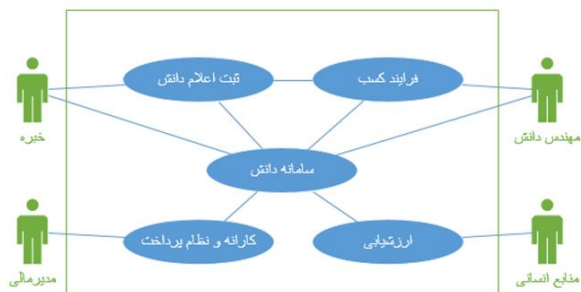 فرایند کسب
ثبت اعلام دانش
مهندس دانش
خبره
سامانه دانش
ارزشیابی
کارانه و نظام پرداخت
منابع انسانی
مدیرمالی